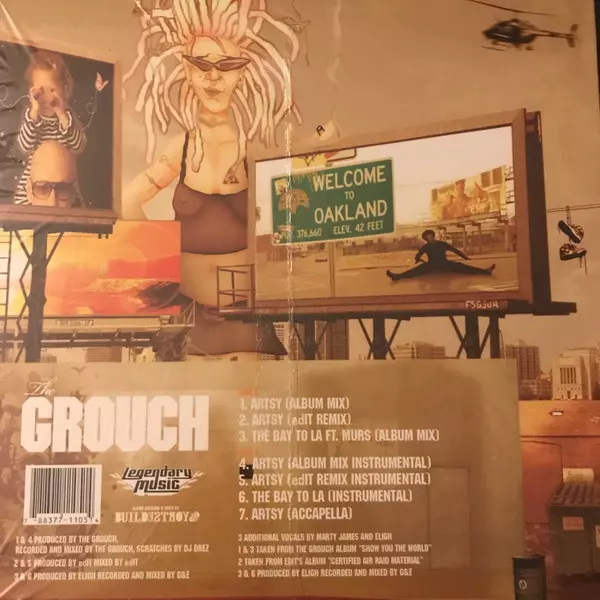 WELCOME
TO
OAKLAND
376,660 ELEV. 42 FEET
The
GROUCH
1. ARTSY (ALBUM MIX)
2. ARTSY (edIT REMIX)
3. THE BAY TO LA FT. MURS (ALBUM MIX)
4. ARTSY (ALBUM MIX INSTRUMENTAL)
5. ARTSY (edIT REMIX INSTRUMENTAL)
6. THE BAY TO LA (INSTRUMENTAL)
7. ARTSY (ACCAPELLA)
Legendary
Music
7 88377 1105
1 & 4 PRODUCED BY THE GROUCH,
RECORDED AND MIXED BY THE GROUCH, SCRATCHES BY DJ DREZ
2 & 5 PRODUCED BY edIT MIXED BY edIT
3 & 6 PRODUCED BY ELIGH RECORDED AND MIXED BY G&E
3 ADDITIONAL VOCALS BY MARTY JAMES AND ELIGH
1 & 3 TAKEN FROM THE GROUCH ALBUM "SHOW YOU THE WORLD"
2 TAKEN FROM EDIT'S ALBUM "CERTIFIED AIR RAID MATERIAL"
3 & 6 PRODUCED BY ELIGH RECORDED AND MIXED BY G&E